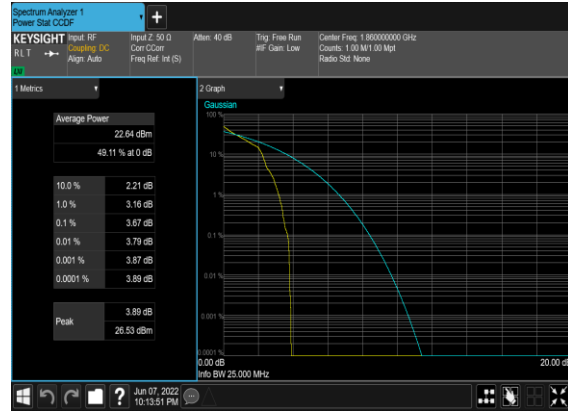 Spectrum Analyzer 1
Power Stat CCDF
KEYSIGHT
RLT
LM
Input: RF
Coupling: DC
Align: Auto
Input Z: 50 Ω
Corr CCorr
Freq Ref: Int (S)
Atten: 40 dB
Trig: Free Run
#IF Gain: Low
Center Freq: 1.860000000 GHz
Counts: 1.00 M/1.00 Mpt
Radio Std: None
1 Metrics
Average Power
22.64 dBm
49.11 % at 0 dB
10.0 % 2.21 dB
1.0 % 3.16 dB
0.1 % 3.67 dB
0.01 % 3.79 dB
0.001 % 3.87 dB
0.0001 % 3.89 dB
Peak
3.89 dB
26.53 dBm
2 Graph
Gaussian
100 %
10 %
1 %
0.1 %
0.01 %
0.001 %
0.0001 %
0.00 dB
20.00 dB
Info BW 25.000 MHz
?
Jun 07, 2022
10:13:51 PM